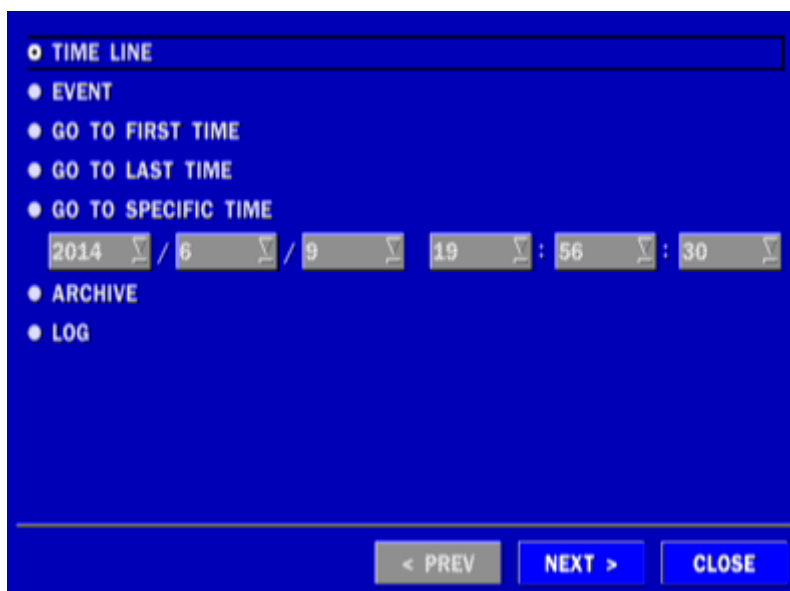 TIME LINE
EVENT
GO TO FIRST TIME
GO TO LAST TIME
GO TO SPECIFIC TIME
2014 / 6 / 9 19 : 56 : 30
ARCHIVE
LOG
< PREV NEXT > CLOSE